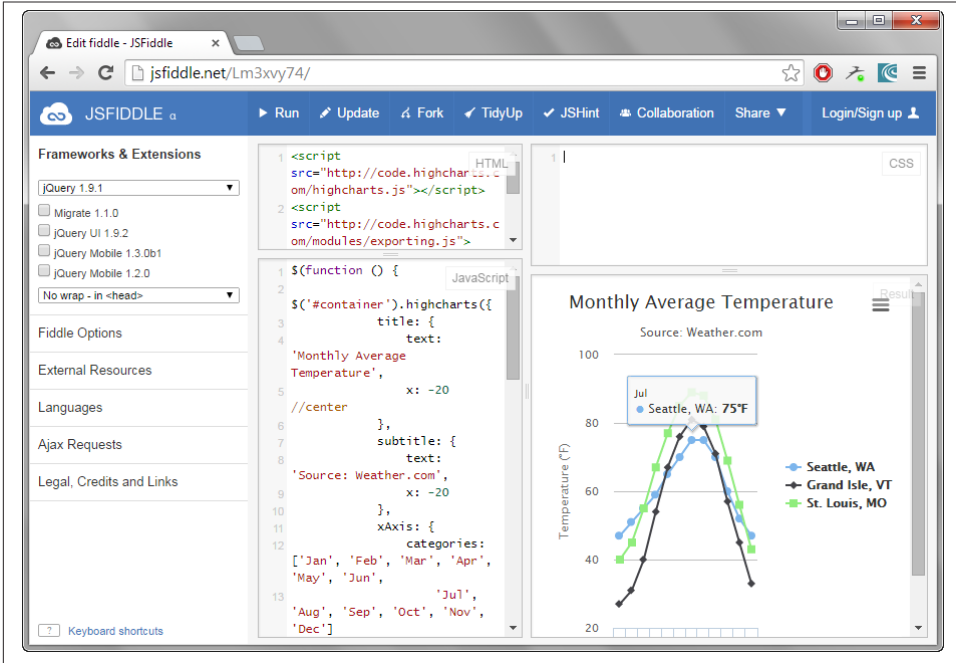 Edit fiddle - JSFiddle ×
jsfiddle.net/Lm3xvy74/
JSFIDDLE α
Run
Update
Fork
TidyUp
JSHint
Collaboration
Share
Login/Sign up
Frameworks & Extensions
jQuery 1.9.1
Migrate 1.1.0
jQuery UI 1.9.2
jQuery Mobile 1.3.0b1
jQuery Mobile 1.2.0
No wrap - in <head>
Fiddle Options
External Resources
Languages
Ajax Requests
Legal, Credits and Links
? Keyboard shortcuts
HTML
1 <script
src="http://code.highcharts.c
om/highcharts.js"></script>
2 <script
src="http://code.highcharts.c
om/modules/exporting.js">
JavaScript
1 $(function () {
2
$('#container').highcharts({
3 title: {
4 text:
'Monthly Average
Temperature',
5 x: -20
//center
6 },
7 subtitle: {
8 text:
'Source: Weather.com',
9 x: -20
10 },
11 xAxis: {
12 categories:
['Jan', 'Feb', 'Mar', 'Apr',
'May', 'Jun',
13 'Jul',
'Aug', 'Sep', 'Oct', 'Nov',
'Dec']
1
CSS
Result
Monthly Average Temperature
Source: Weather.com
Temperature (°F)
100
80
60
40
20
Jul
Seattle, WA: 75°F
Seattle, WA
Grand Isle, VT
St. Louis, MO